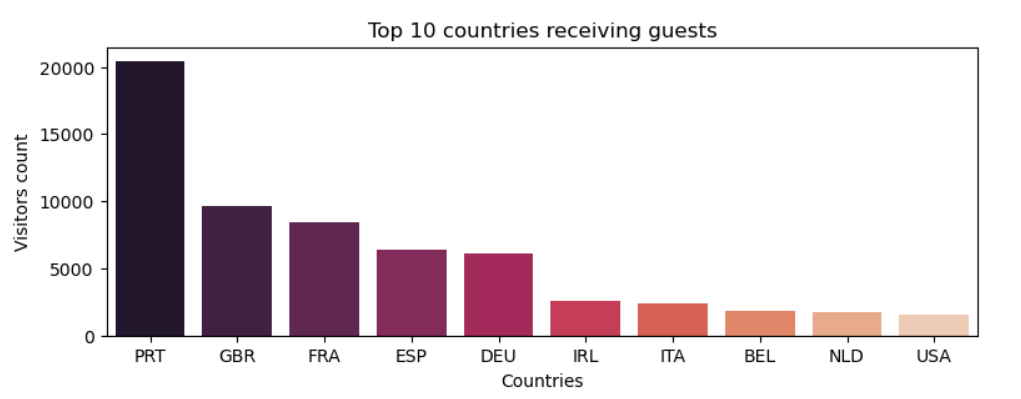 Top 10 countries receiving guests
Visitors count
20000
15000
10000
5000
0
PRT GBR FRA ESP DEU IRL ITA BEL NLD USA
Countries